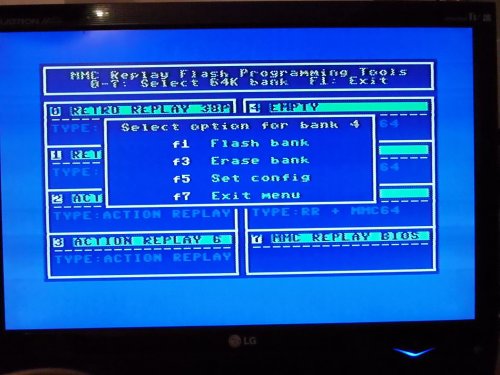 FLATRON
MMC Replay Flash Programming Tools
0-7: Select 64K bank F1: Exit
0 RETRO REPLAY 38P
4 EMPTY
TYPE:
64
Select option for bank 4
f1 Flash bank
f3 Erase bank
f5 Set config
f7 Exit menu
1 RET
2 ACT
TYPE:ACTION REPLAY
TYPE:RR + MMC64
3 ACTION REPLAY 6
7 MMC REPLAY BIOS
TYPE:ACTION REPLAY
LG